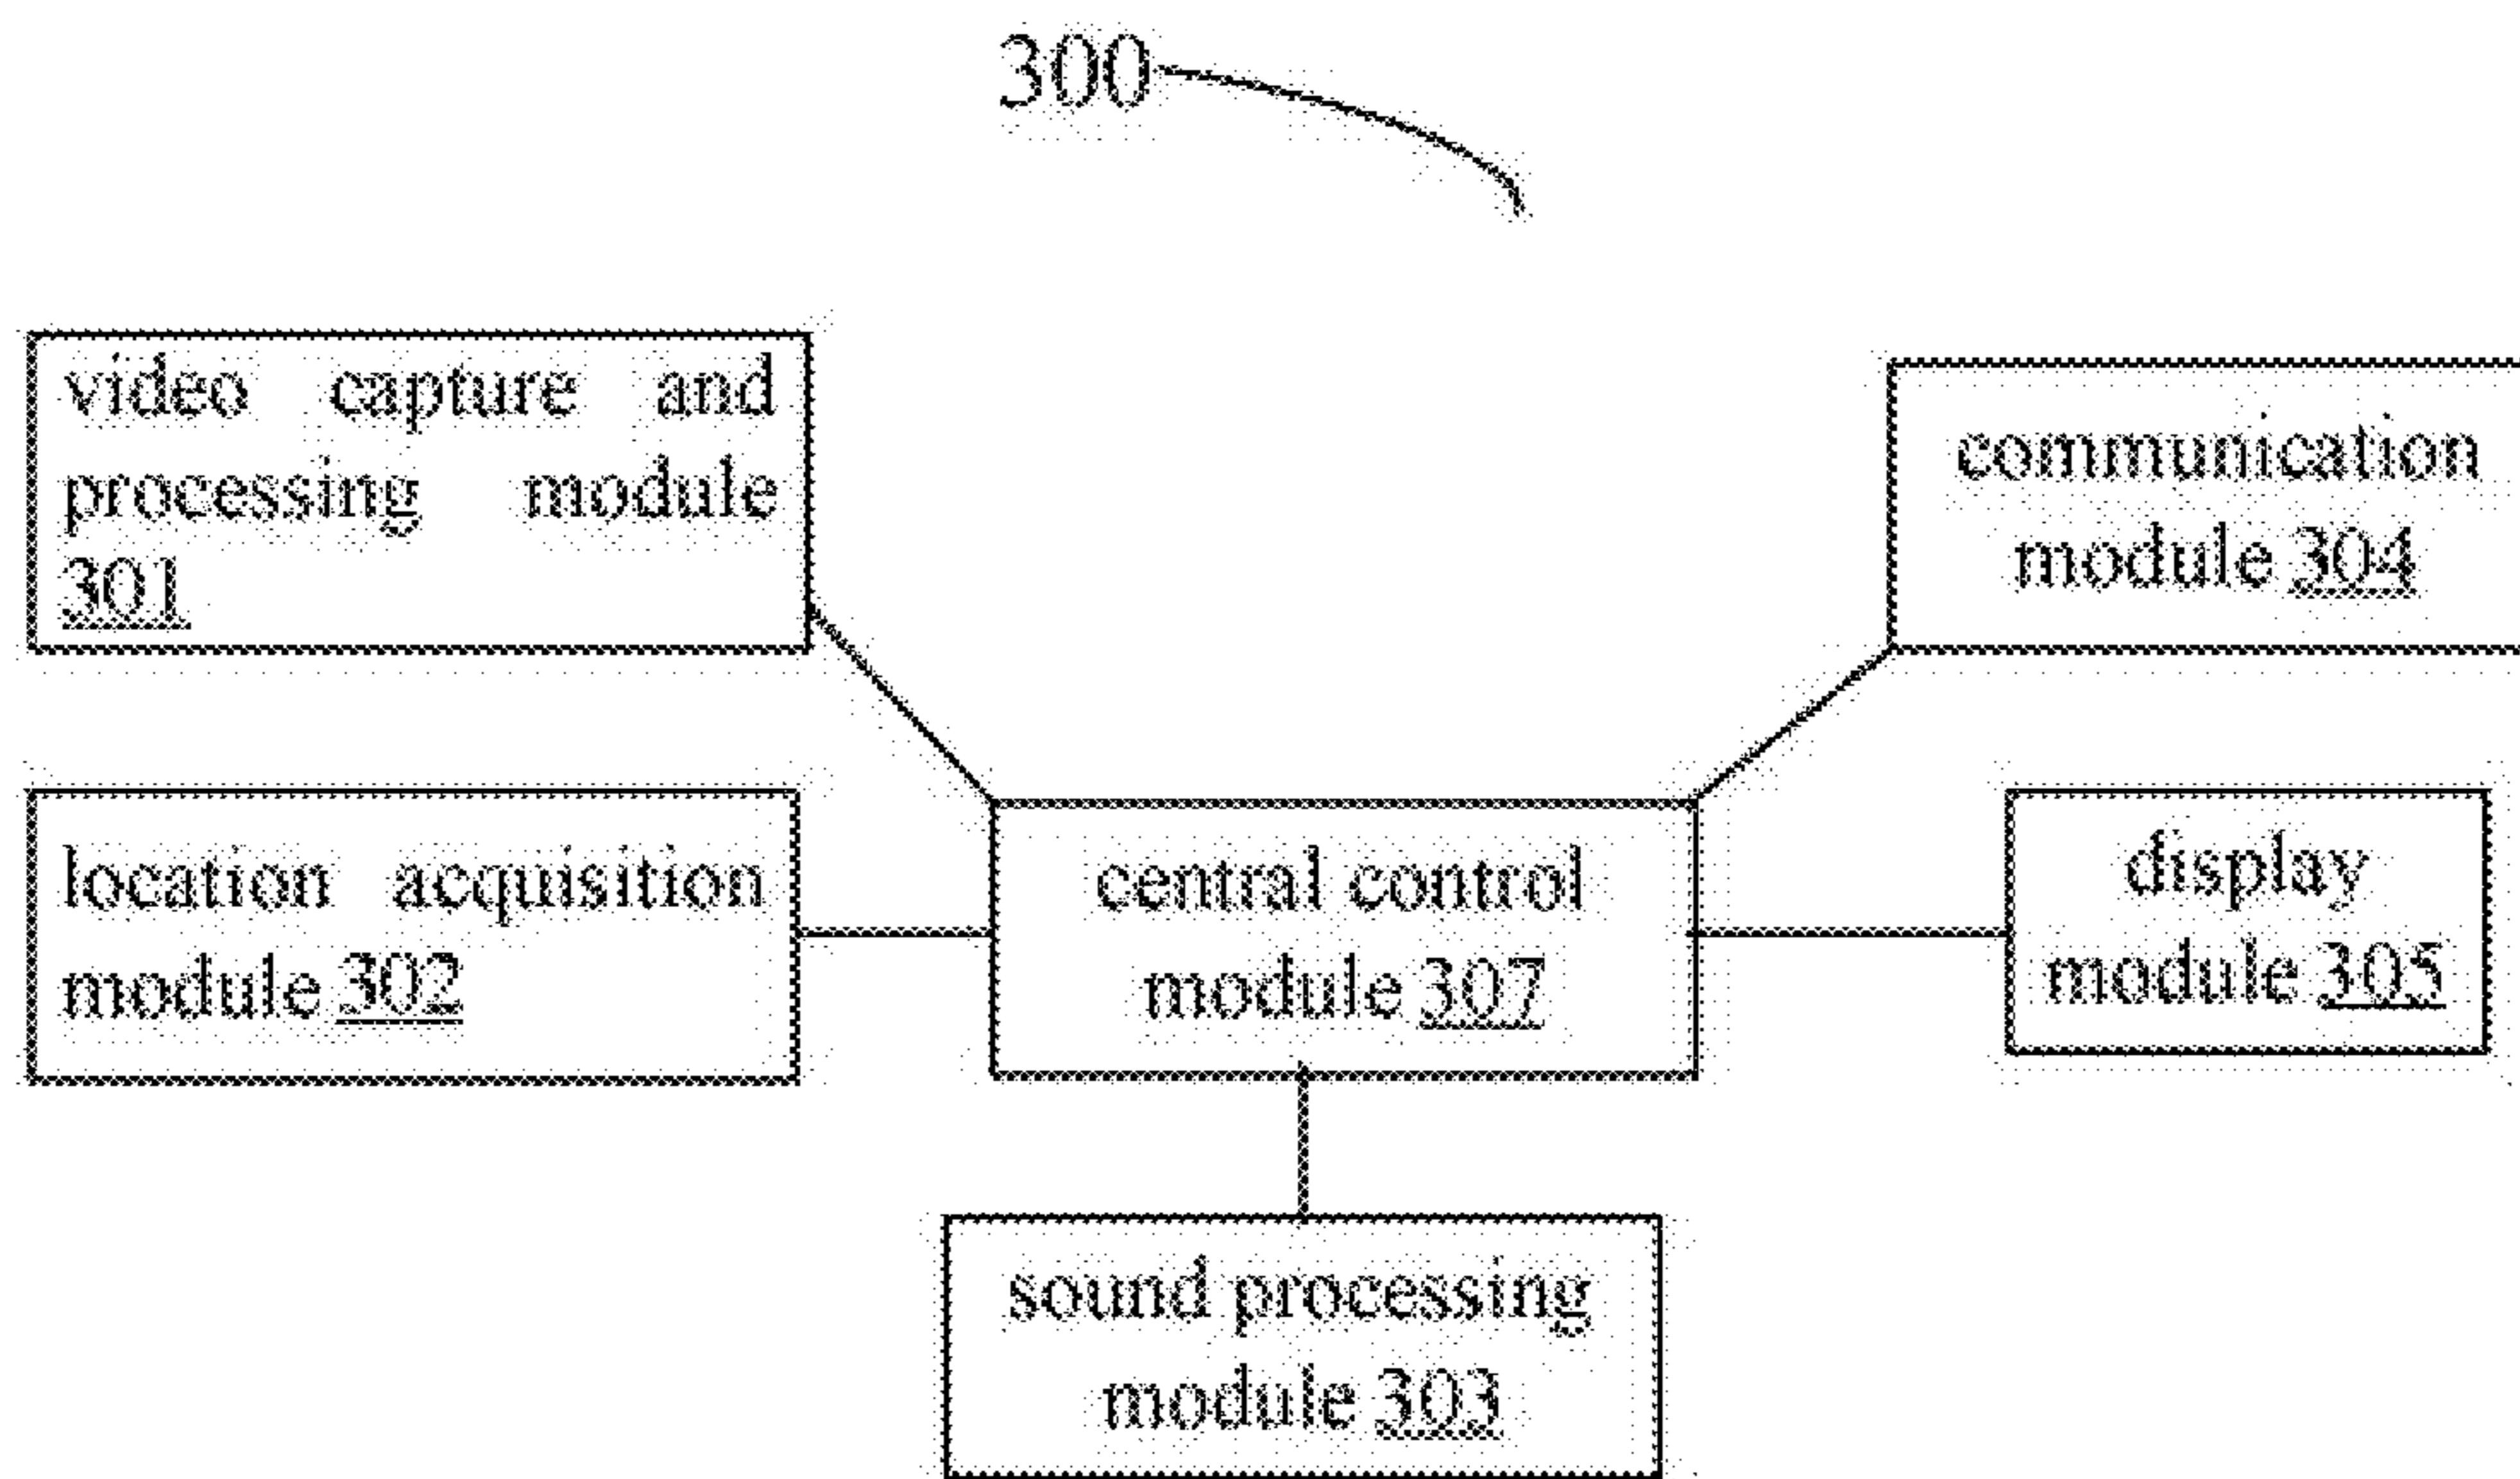 300
video capture and
processing module
301
communication
module 304
location acquisition
module 302
central control
module 307
display
module 305
sound processing
module 303